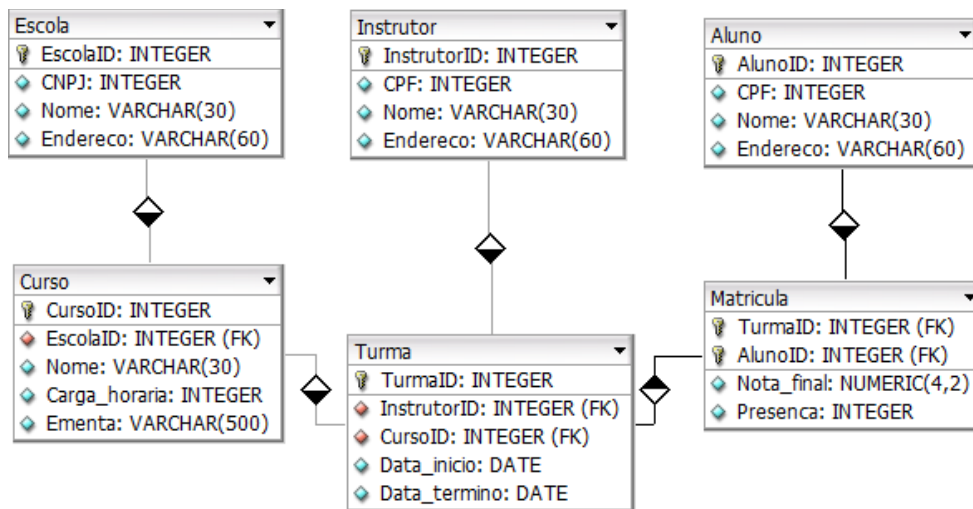 Escola
EscolaID: INTEGER
CNPJ: INTEGER
Nome: VARCHAR(30)
Endereco: VARCHAR(60)
Instrutor
InstrutorID: INTEGER
CPF: INTEGER
Nome: VARCHAR(30)
Endereco: VARCHAR(60)
Aluno
AlunoID: INTEGER
CPF: INTEGER
Nome: VARCHAR(30)
Endereco: VARCHAR(60)
Curso
CursoID: INTEGER
EscolaID: INTEGER (FK)
Nome: VARCHAR(30)
Carga_horaria: INTEGER
Ementa: VARCHAR(500)
Turma
TurmaID: INTEGER
InstrutorID: INTEGER (FK)
CursoID: INTEGER (FK)
Data_inicio: DATE
Data_termino: DATE
Matricula
TurmaID: INTEGER (FK)
AlunoID: INTEGER (FK)
Nota_final: NUMERIC(4,2)
Presenca: INTEGER